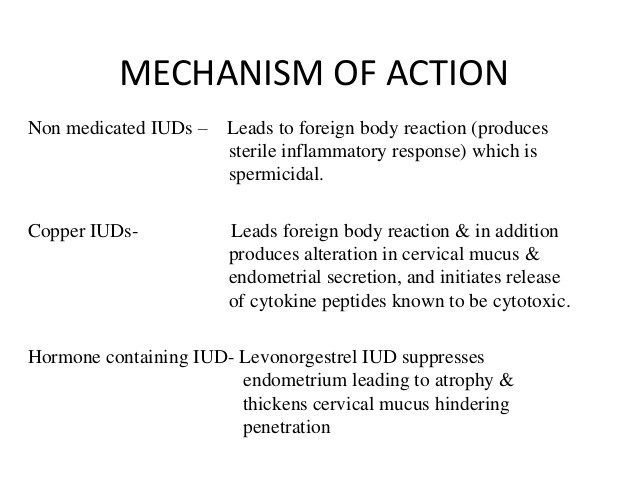 MECHANISM OF ACTION
Non medicated IUDs – Leads to foreign body reaction (produces
sterile inflammatory response) which is
spermicidal.
Copper IUDs- Leads foreign body reaction & in addition
produces alteration in cervical mucus &
endometrial secretion, and initiates release
of cytokine peptides known to be cytotoxic.
Hormone containing IUD- Levonorgestrel IUD suppresses
endometrium leading to atrophy &
thickens cervical mucus hindering
penetration